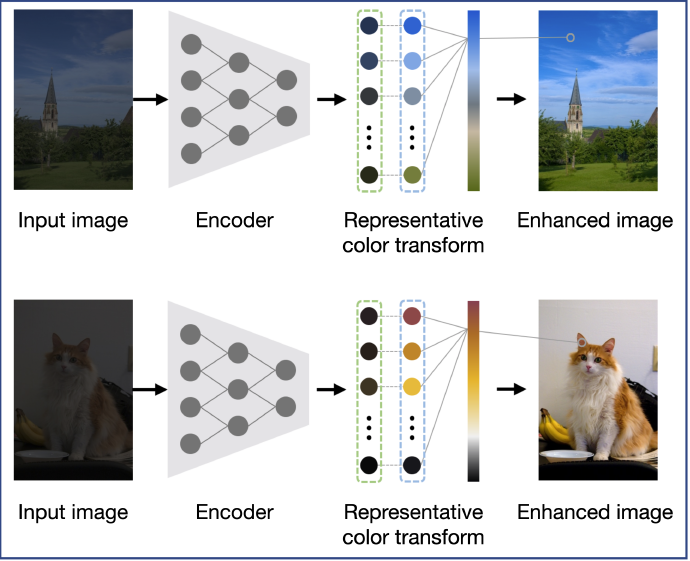 Input image
Encoder
Representative
color transform
Enhanced image
Input image
Encoder
Representative
color transform
Enhanced image